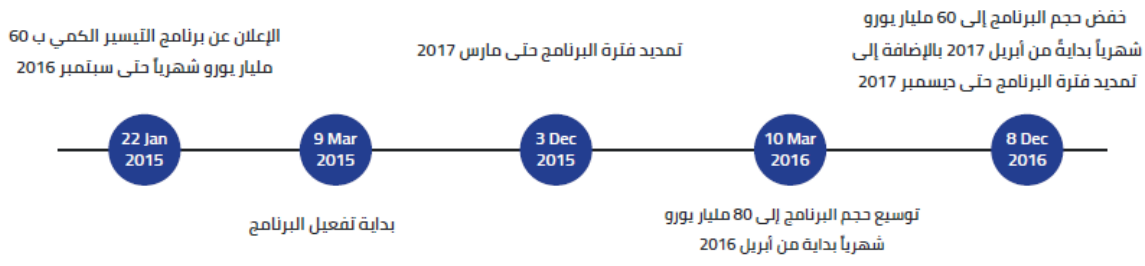 الإعلان عن برنامج التيسير الكمي ب 60
مليار يورو شهرياً حتى سبتمبر 2016
تمديد فترة البرنامج حتى مارس 2017
خفض حجم البرنامج إلى 60 مليار يورو
شهرياً بدايةً من أبريل 2017 بالإضافة إلى
تمديد فترة البرنامج حتى ديسمبر 2017
22 Jan
2015
9 Mar
2015
3 Dec
2015
10 Mar
2016
8 Dec
2016
بداية تفعيل البرنامج
توسيع حجم البرنامج إلى 80 مليار يورو
شهرياً بداية من أبريل 2016